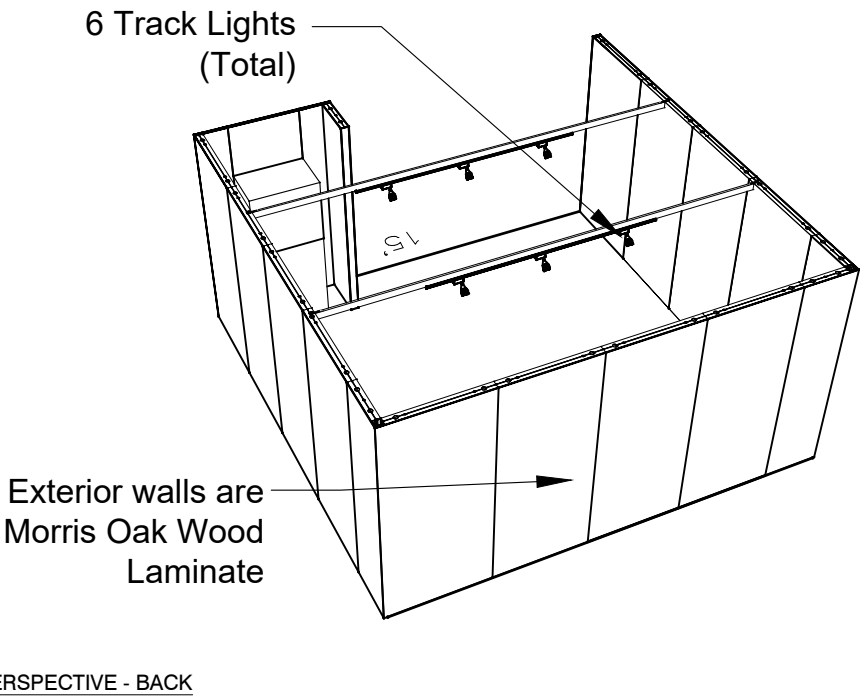 6 Track Lights
(Total)
15'
Exterior walls are
Morris Oak Wood
Laminate
ERSPECTIVE - BACK